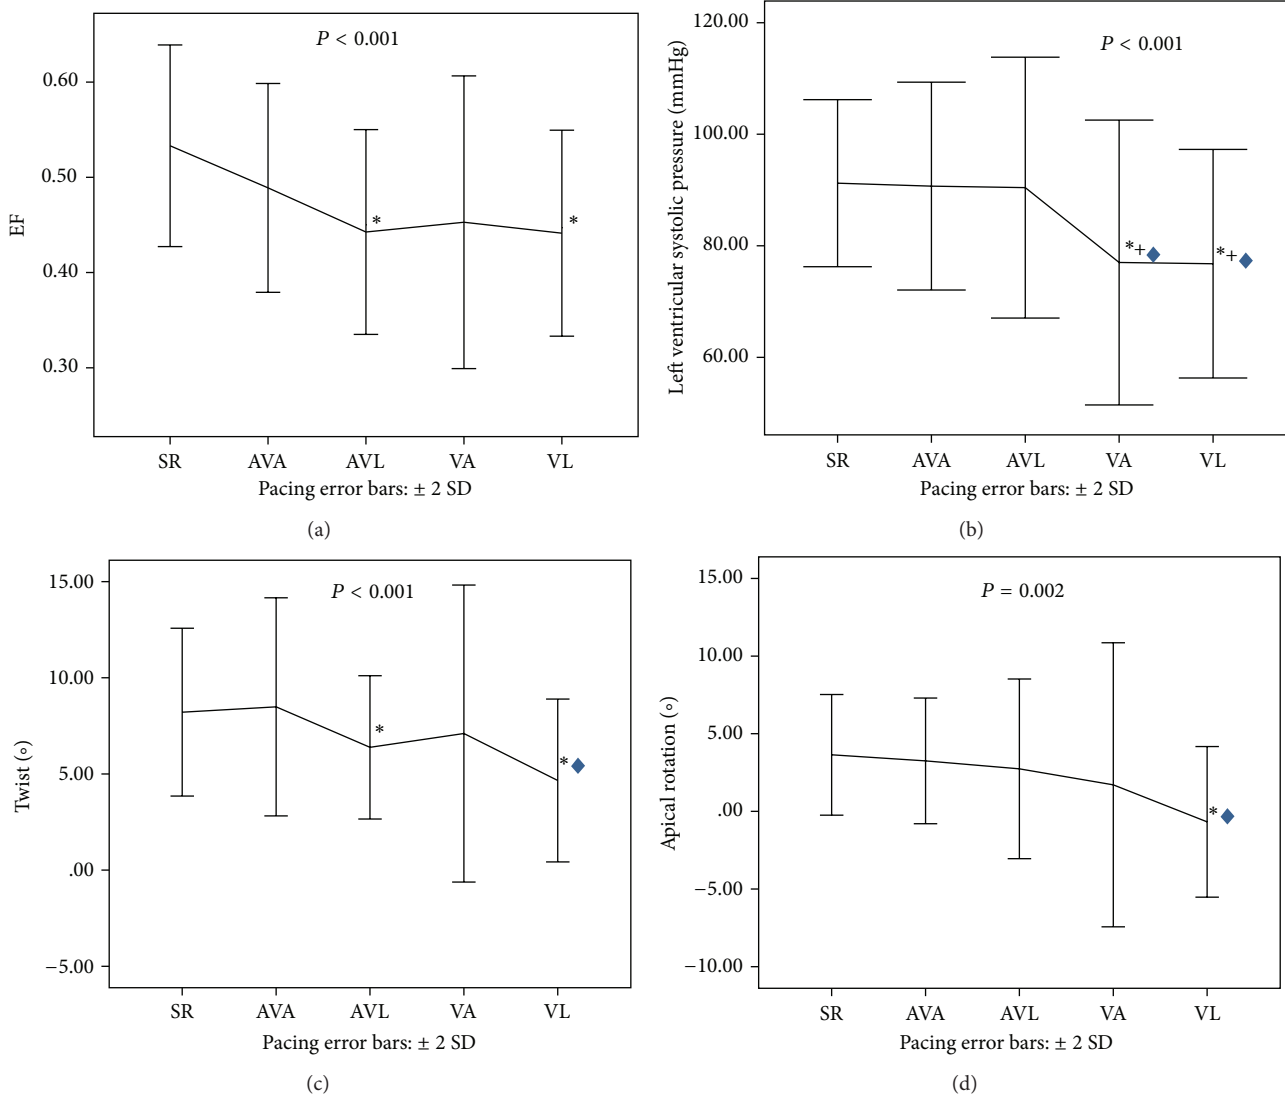 P < 0.001
EF
0.60
0.50
0.40
0.30
*
*
SR AVA AVL VA VL
Pacing error bars: ± 2 SD
(a)
P < 0.001
Left ventricular systolic pressure (mmHg)
120.00
100.00
80.00
60.00
*+◆
*+◆
SR AVA AVL VA VL
Pacing error bars: ± 2 SD
(b)
P < 0.001
Twist (∘)
15.00
10.00
5.00
.00
−5.00
*
*◆
SR AVA AVL VA VL
Pacing error bars: ± 2 SD
(c)
P = 0.002
Apical rotation (∘)
15.00
10.00
5.00
.00
−5.00
−10.00
*◆
SR AVA AVL VA VL
Pacing error bars: ± 2 SD
(d)